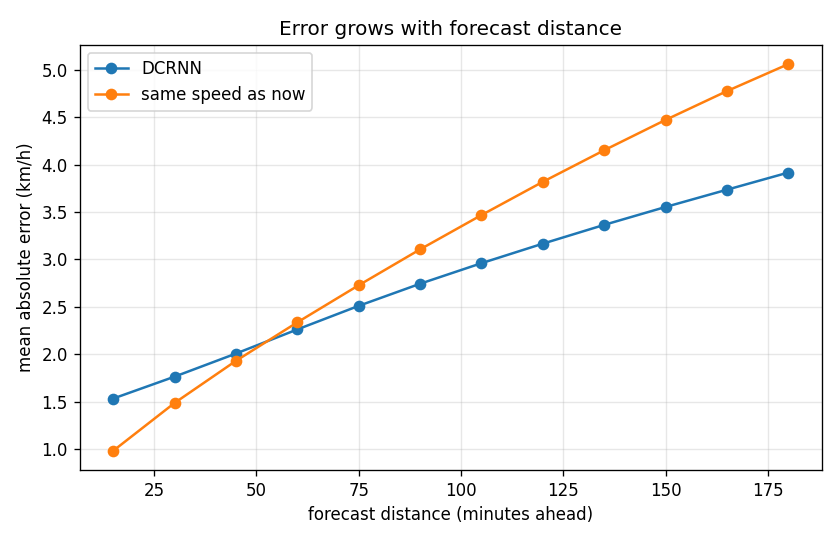 Error grows with forecast distance
DCRNN
same speed as now
mean absolute error (km/h)
5.0
4.5
4.0
3.5
3.0
2.5
2.0
1.5
1.0
25 50 75 100 125 150 175
forecast distance (minutes ahead)